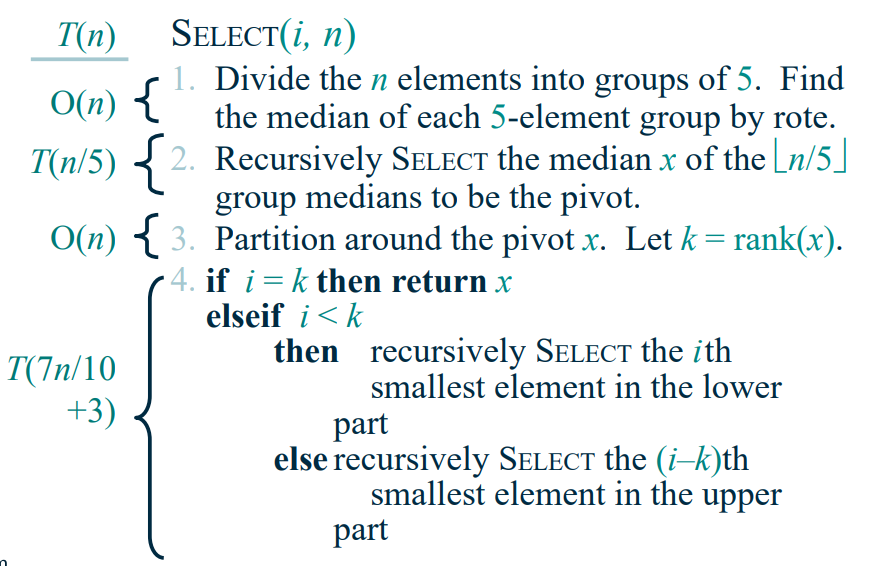 T(n) SELECT(i, n)
O(n) { 1. Divide the n elements into groups of 5. Find
the median of each 5-element group by rote.
T(n/5) { 2. Recursively SELECT the median x of the ⌊n/5⌋
group medians to be the pivot.
O(n) { 3. Partition around the pivot x. Let k = rank(x).
4. if i = k then return x
elseif i < k
T(7n/10 then recursively SELECT the ith
+3) { smallest element in the lower
part
else recursively SELECT the (i–k)th
smallest element in the upper
part